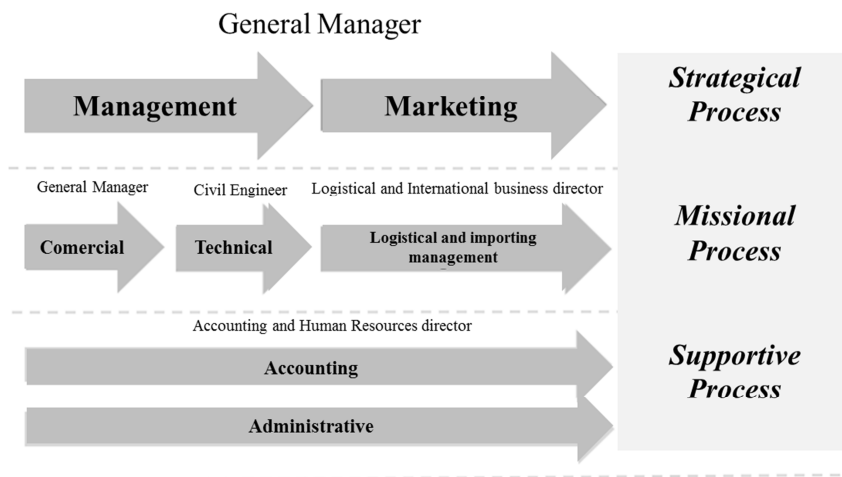 General Manager
Management
Marketing
Strategical
Process
General Manager
Civil Engineer
Logistical and International business director
Comercial
Technical
Logistical and importing
management
Missional
Process
Accounting and Human Resources director
Accounting
Administrative
Supportive
Process